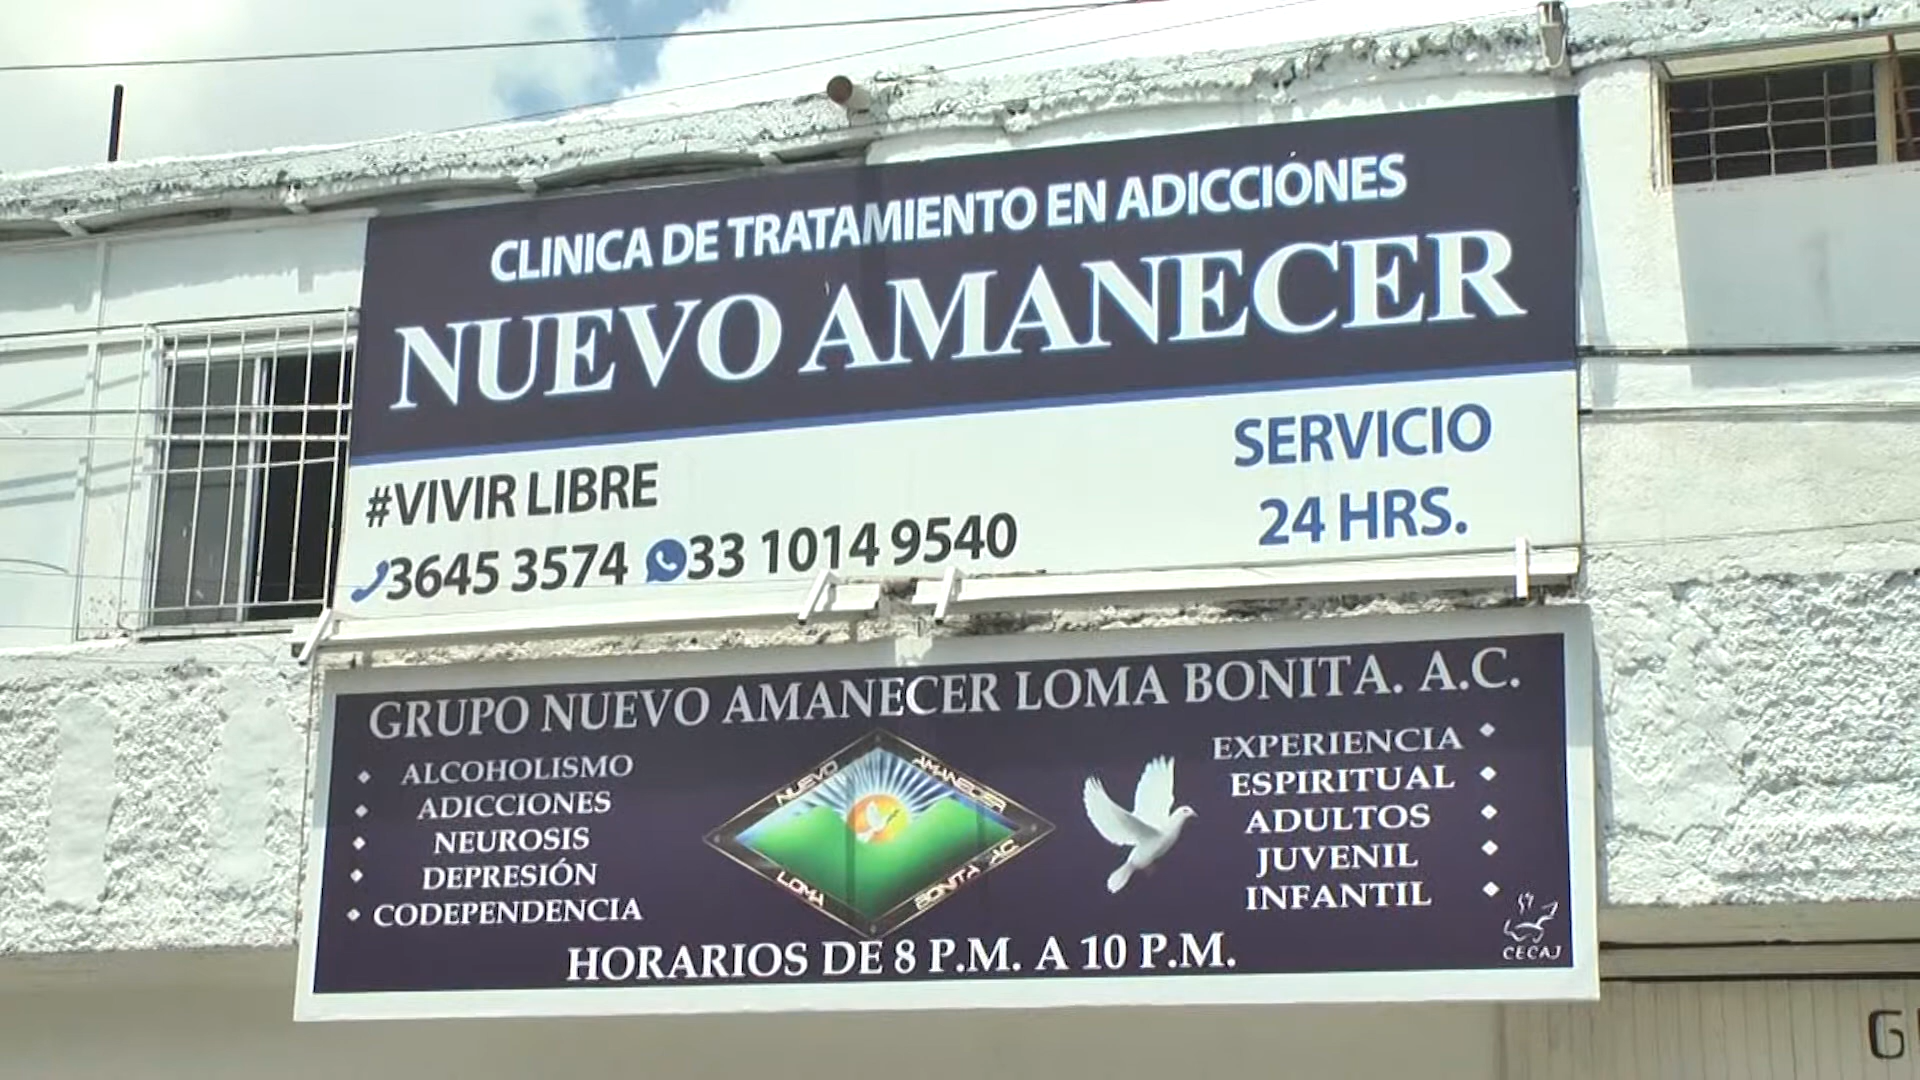 CLINICA DE TRATAMIENTO EN ADICCIÓNES
NUEVO AMANECER
#VIVIR LIBRE
3645 3574 33 1014 9540
SERVICIO
24 HRS.
GRUPO NUEVO AMANECER LOMA BONITA. A.C.
ALCOHOLISMO
ADICCIONES
NEUROSIS
DEPRESIÓN
CODEPENDENCIA
NUEVO AMANECER
LOMA BONITA AC
EXPERIENCIA
ESPIRITUAL
ADULTOS
JUVENIL
INFANTIL
CECAJ
HORARIOS DE 8 P.M. A 10 P.M.